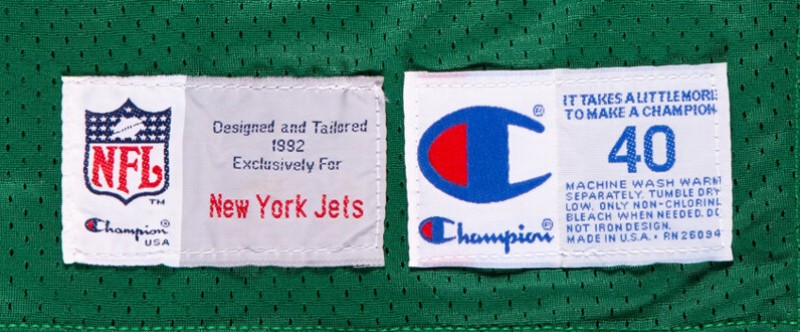 NFL
TM
Champion®
USA
Designed and Tailored
1992
Exclusively For
New York Jets
®
Champion®
IT TAKES A LITTLE MORE
TO MAKE A CHAMPION
40
MACHINE WASH WARM
SEPARATELY. TUMBLE DRY
LOW. ONLY NON-CHLORINE
BLEACH WHEN NEEDED. DO
NOT IRON DESIGN.
MADE IN U.S.A. • RN26094